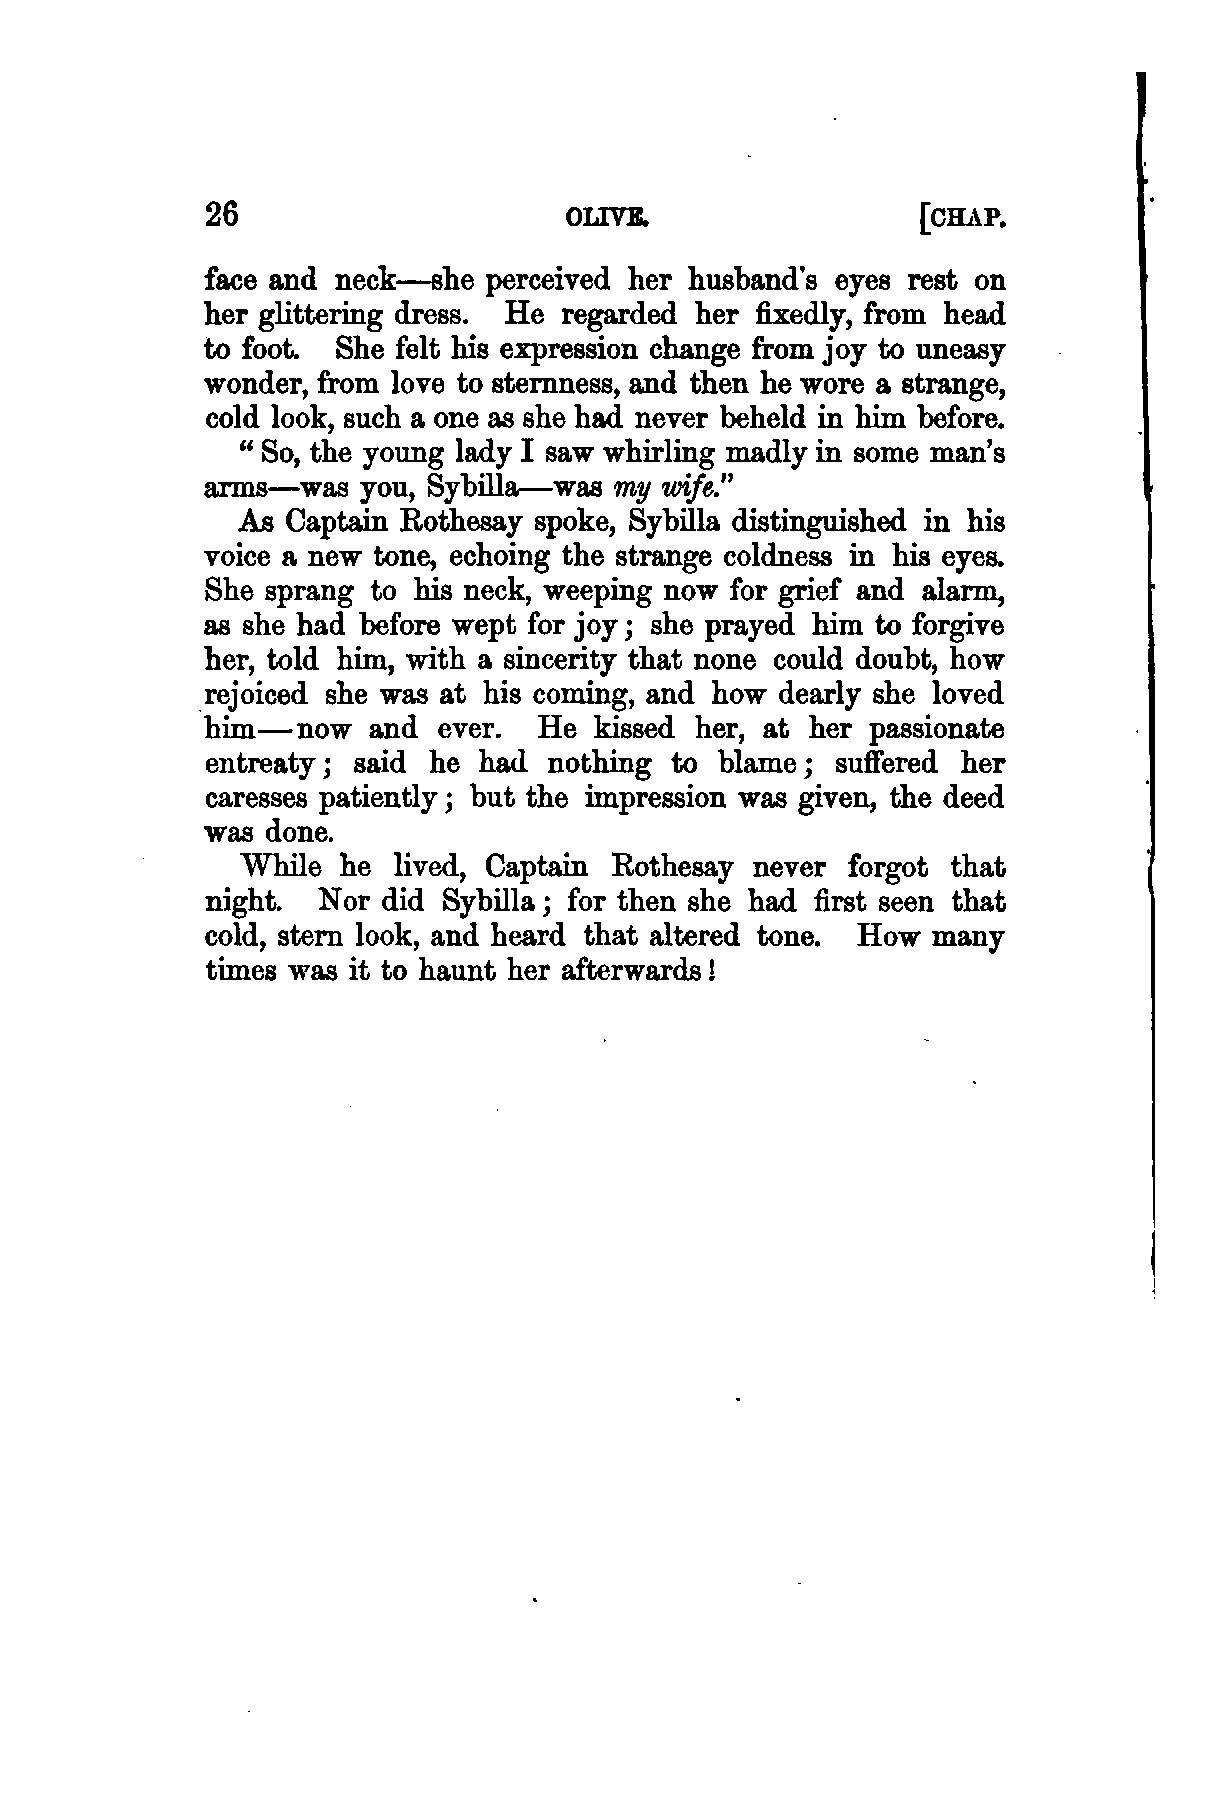 26 OLIVE. [CHAP.
face and neck—she perceived her husband's eyes rest on
her glittering dress. He regarded her fixedly, from head
to foot. She felt his expression change from joy to uneasy
wonder, from love to sternness, and then he wore a strange,
cold look, such a one as she had never beheld in him before.
"So, the young lady I saw whirling madly in some man's
arms—was you, Sybilla—was my wife."
As Captain Rothesay spoke, Sybilla distinguished in his
voice a new tone, echoing the strange coldness in his eyes.
She sprang to his neck, weeping now for grief and alarm,
as she had before wept for joy; she prayed him to forgive
her, told him, with a sincerity that none could doubt, how
rejoiced she was at his coming, and how dearly she loved
him—now and ever. He kissed her, at her passionate
entreaty; said he had nothing to blame; suffered her
caresses patiently; but the impression was given, the deed
was done.
While he lived, Captain Rothesay never forgot that
night. Nor did Sybilla; for then she had first seen that
cold, stern look, and heard that altered tone. How many
times was it to haunt her afterwards!